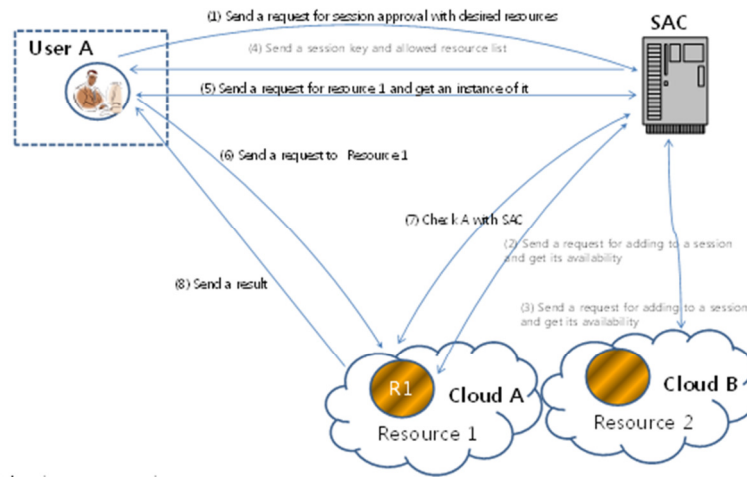 (1) Send a request for session approval with desired resources
SAC
User A
(4) Send a session key and allowed resource list
(5) Send a request for resource 1 and get an instance of it
(6) Send a request to Resource 1
(7) Check A with SAC
(2) Send a request for adding to a session
and get its availability
(8) Send a result
(3) Send a request for adding to a session
and get its availability
R1
Cloud A
Resource 1
Cloud B
Resource 2